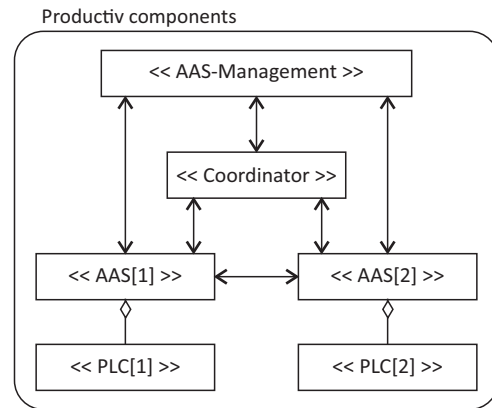 Productiv components
<< AAS-Management >>
<< Coordinator >>
<< AAS[1] >>
<< AAS[2] >>
<< PLC[1] >>
<< PLC[2] >>